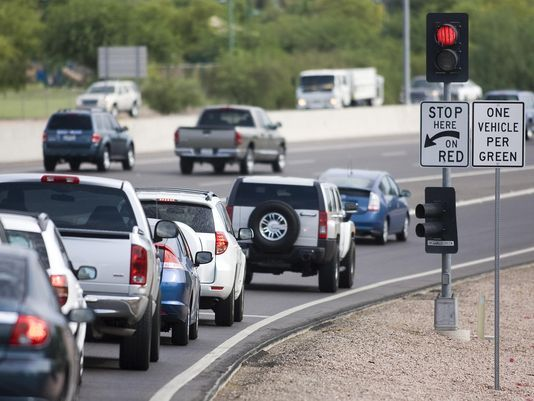 STOP
HERE
ON
RED
ONE
VEHICLE
PER
GREEN